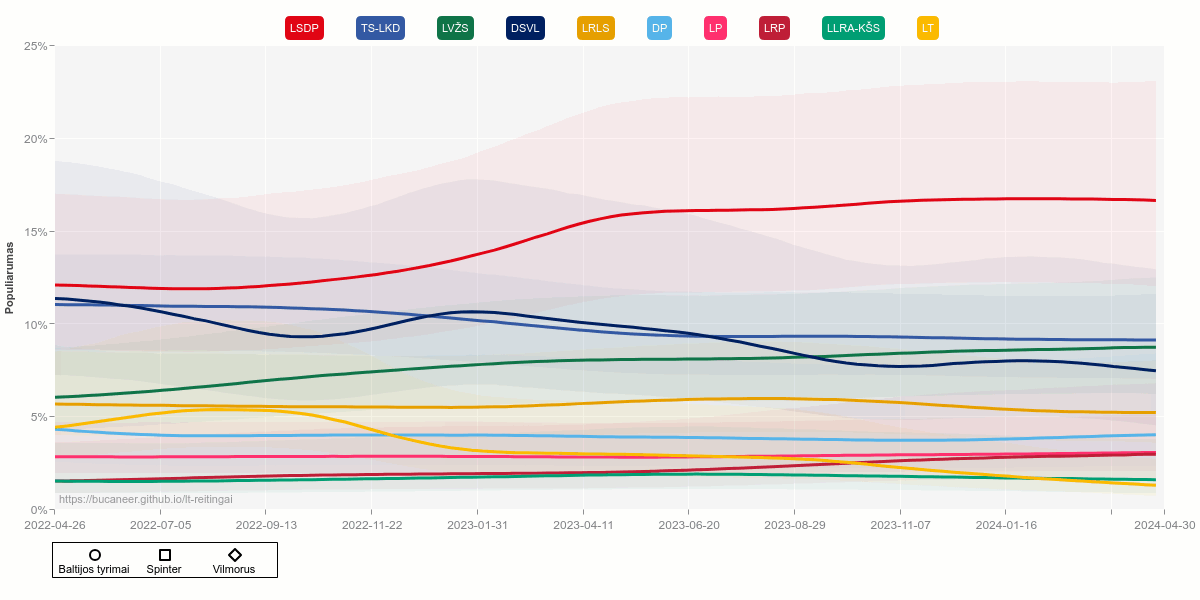 LSDP TS-LKD LVŽS DSVL LRLS DP LP LRP LLRA-KŠS LT
25%
20%
15%
10%
5%
0%
Populiarumas
https://bucaneer.github.io/lt-reitingai
2022-04-26 2022-07-05 2022-09-13 2022-11-22 2023-01-31 2023-04-11 2023-06-20 2023-08-29 2023-11-07 2024-01-16 2024-04-30
Baltijos tyrimai Spinter Vilmorus